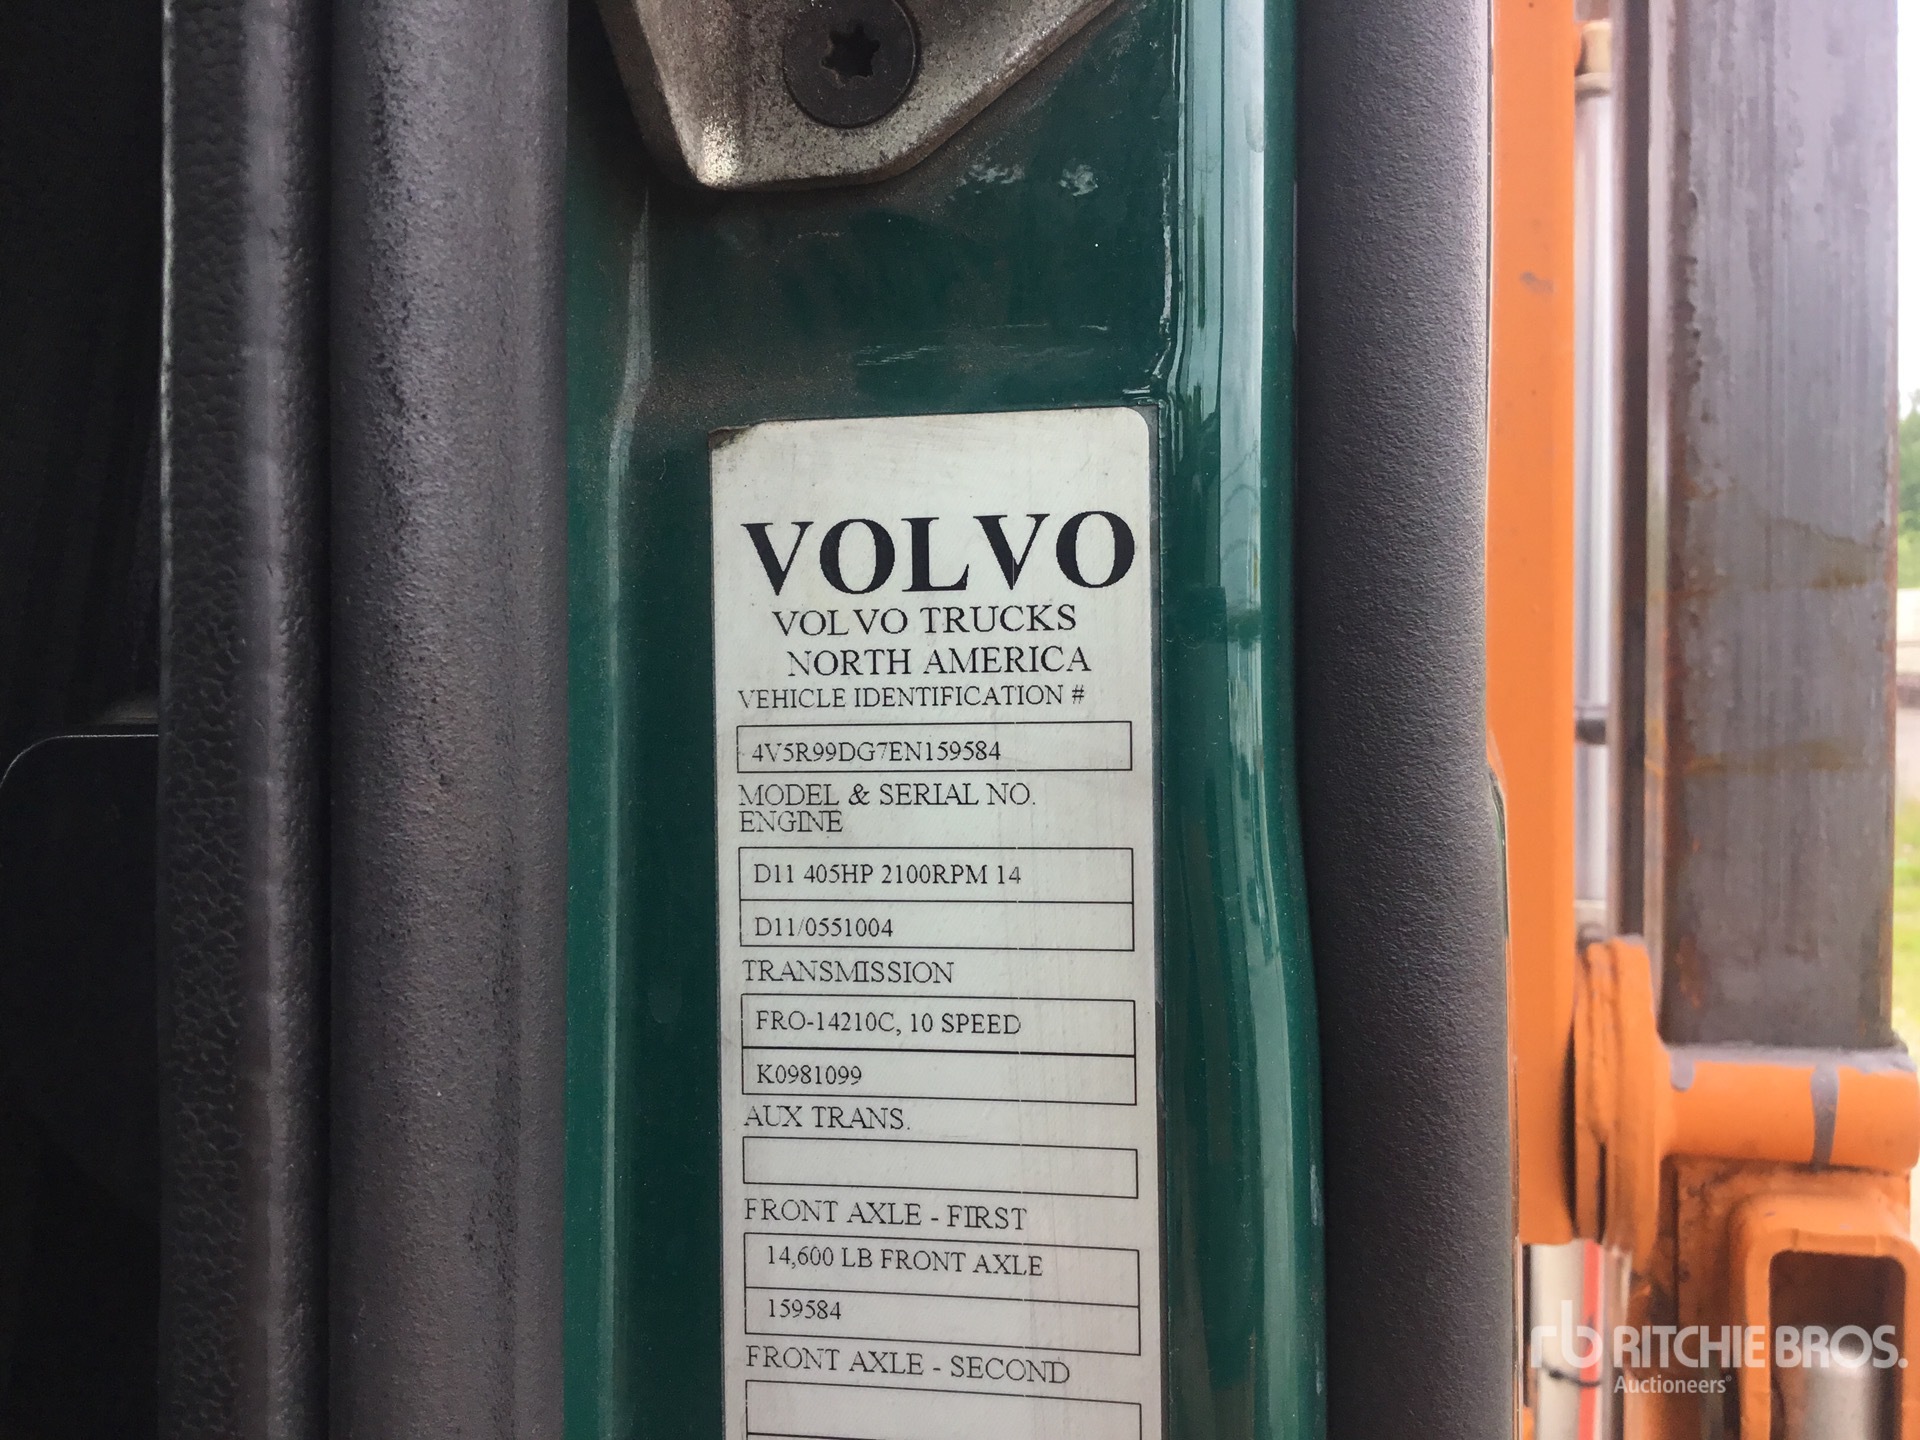 VOLVO
VOLVO TRUCKS
NORTH AMERICA
VEHICLE IDENTIFICATION #
4V5R99DG7EN159584
MODEL & SERIAL NO.
ENGINE
D11 405HP 2100RPM 14
D11/0551004
TRANSMISSION
FRO-14210C, 10 SPEED
K0981099
AUX TRANS.
FRONT AXLE - FIRST
14,600 LB FRONT AXLE
159584
FRONT AXLE - SECOND
rb RITCHIE BROS.
Auctioneers®